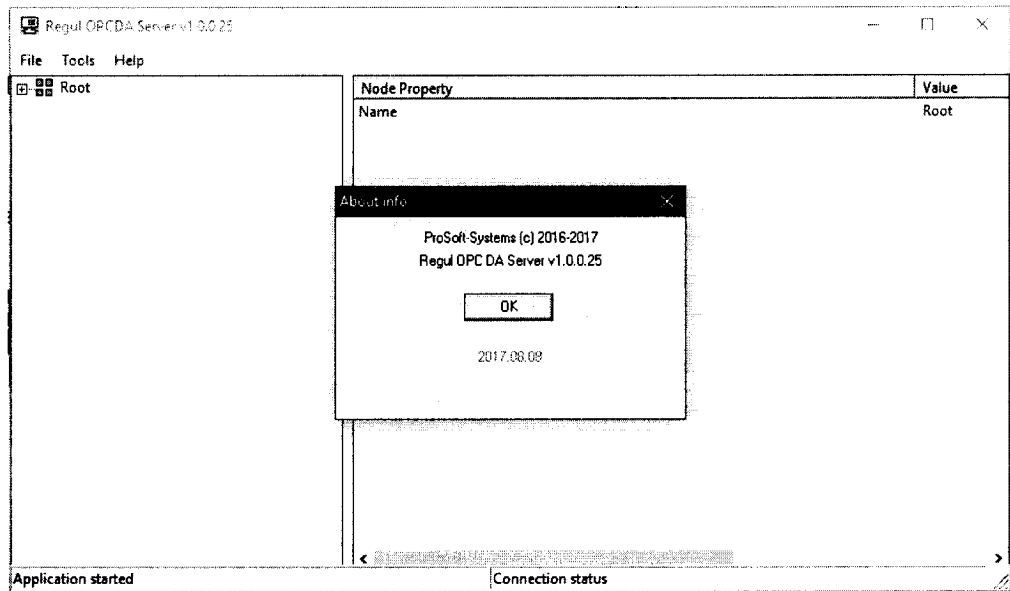 Regul OPCDA Server v1.0.0.25
File Tools Help
Root
Node Property Value
Name Root
About info
ProSoft-Systems (c) 2016-2017
Regul OPC DA Server v1.0.0.25
OK
2017.08.08
Application started
Connection status